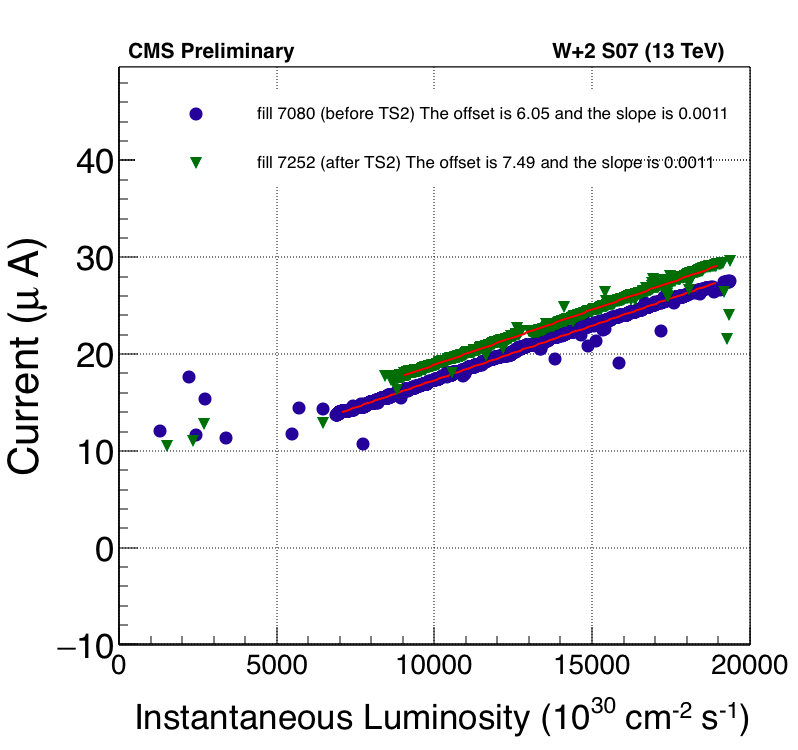 CMS Preliminary W+2 S07 (13 TeV)
fill 7080 (before TS2) The offset is 6.05 and the slope is 0.0011
fill 7252 (after TS2) The offset is 7.49 and the slope is 0.0011
40
30
20
10
0
−10
Current (μ A)
0 5000 10000 15000 20000
Instantaneous Luminosity (10³⁰ cm⁻² s⁻¹)